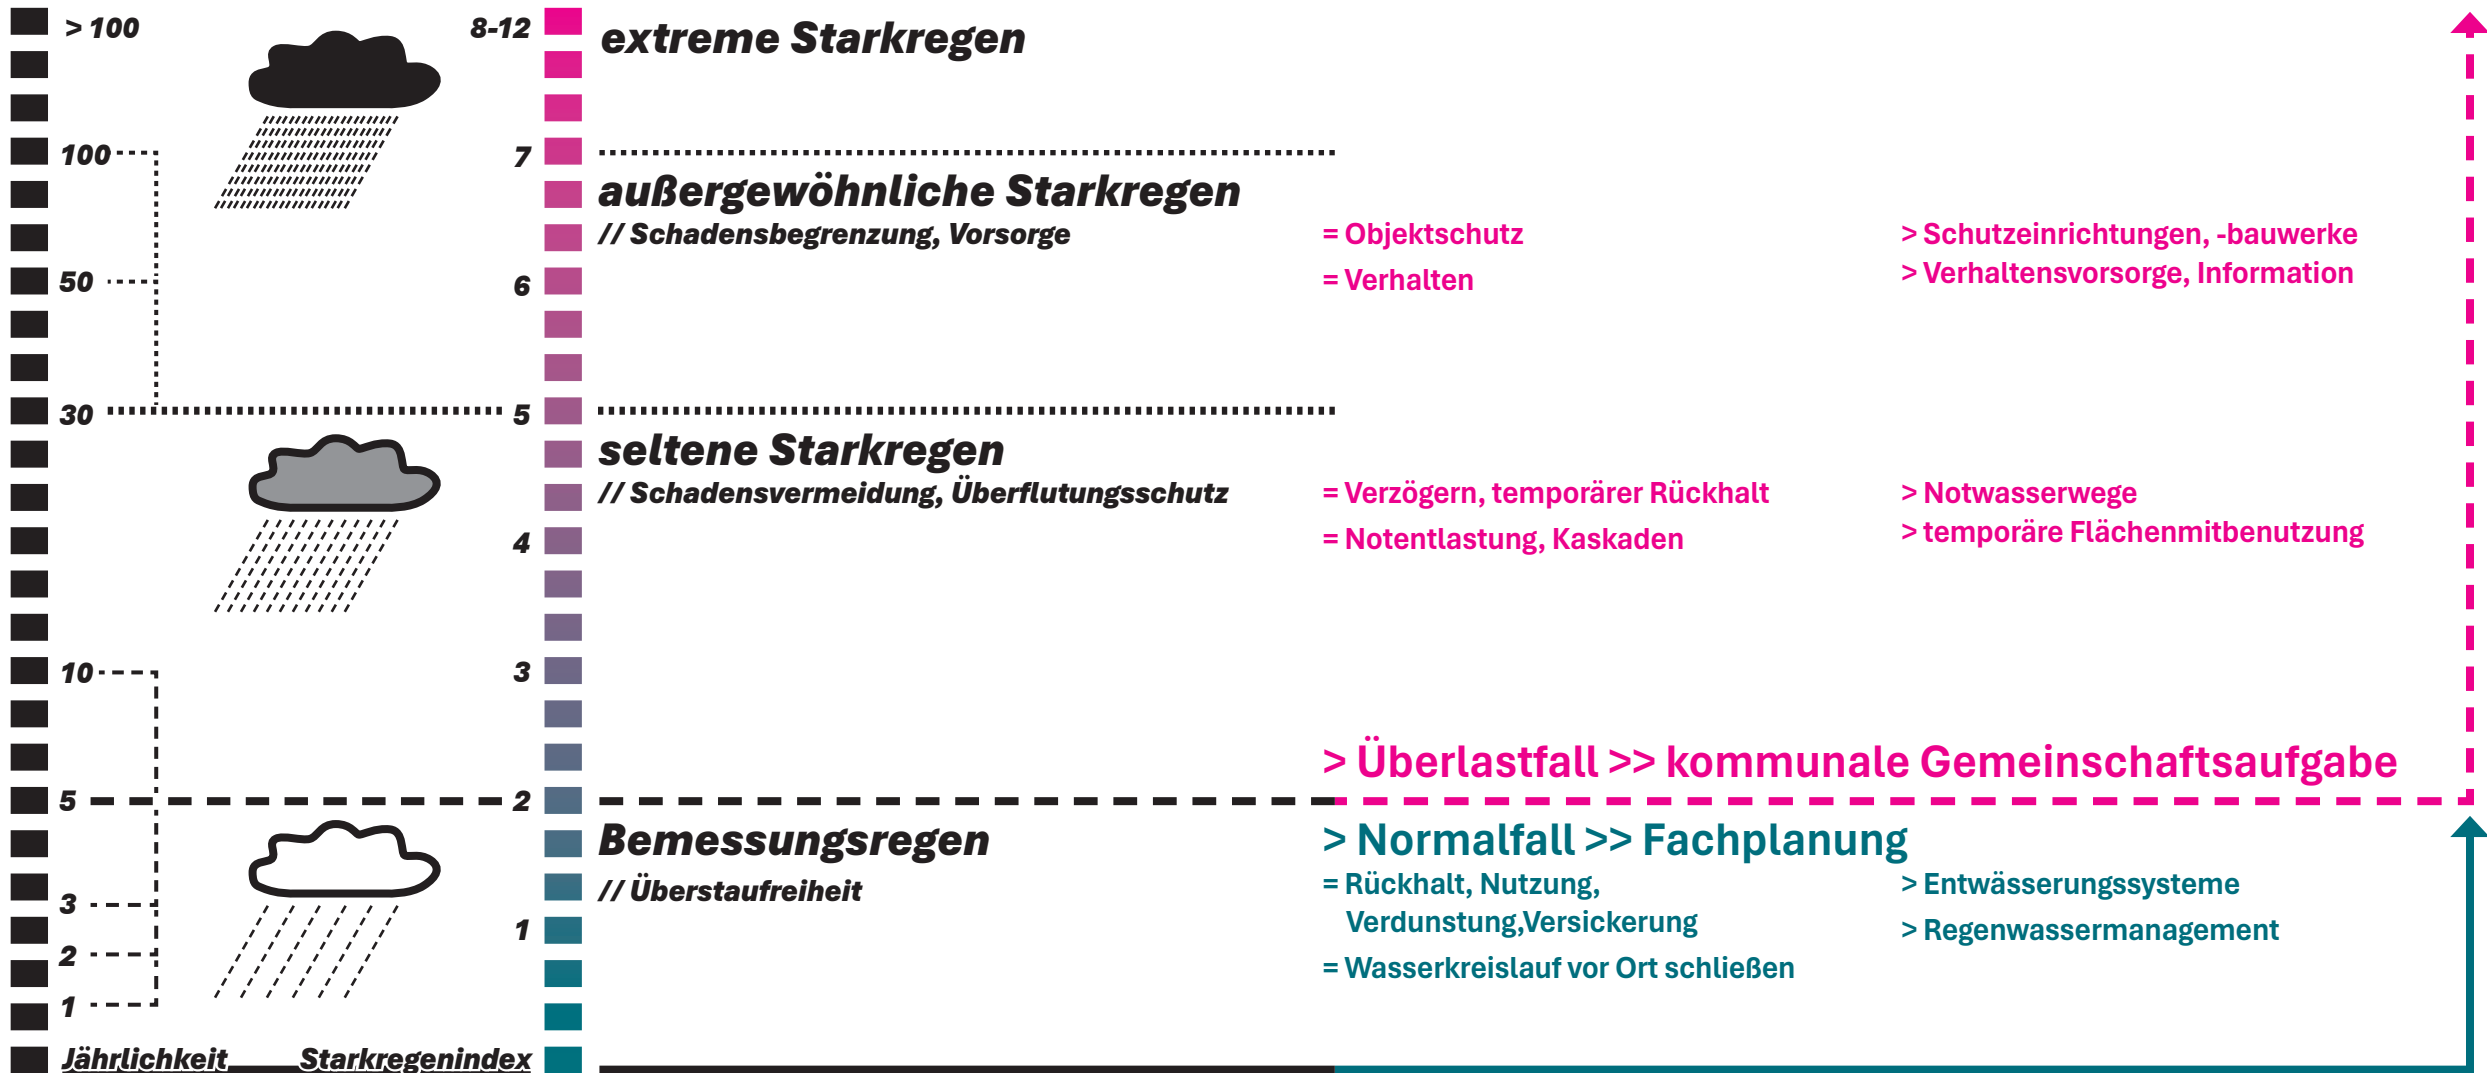 > 100
8-12
extreme Starkregen
100
7
außergewöhnliche Starkregen
// Schadensbegrenzung, Vorsorge
= Objektschutz
> Schutzeinrichtungen, -bauwerke
50
6
= Verhalten
> Verhaltensvorsorge, Information
30
5
seltene Starkregen
// Schadensvermeidung, Überflutungsschutz
= Verzögern, temporärer Rückhalt
> Notwasserwege
4
= Notentlastung, Kaskaden
> temporäre Flächenmitbenutzung
10
3
> Überlastfall >> kommunale Gemeinschaftsaufgabe
5
2
Bemessungsregen
> Normalfall >> Fachplanung
// Überstaufreiheit
= Rückhalt, Nutzung,
Verdunstung,Versickerung
> Entwässerungssysteme
3
1
> Regenwassermanagement
2
= Wasserkreislauf vor Ort schließen
1
Jährlichkeit
Starkregenindex